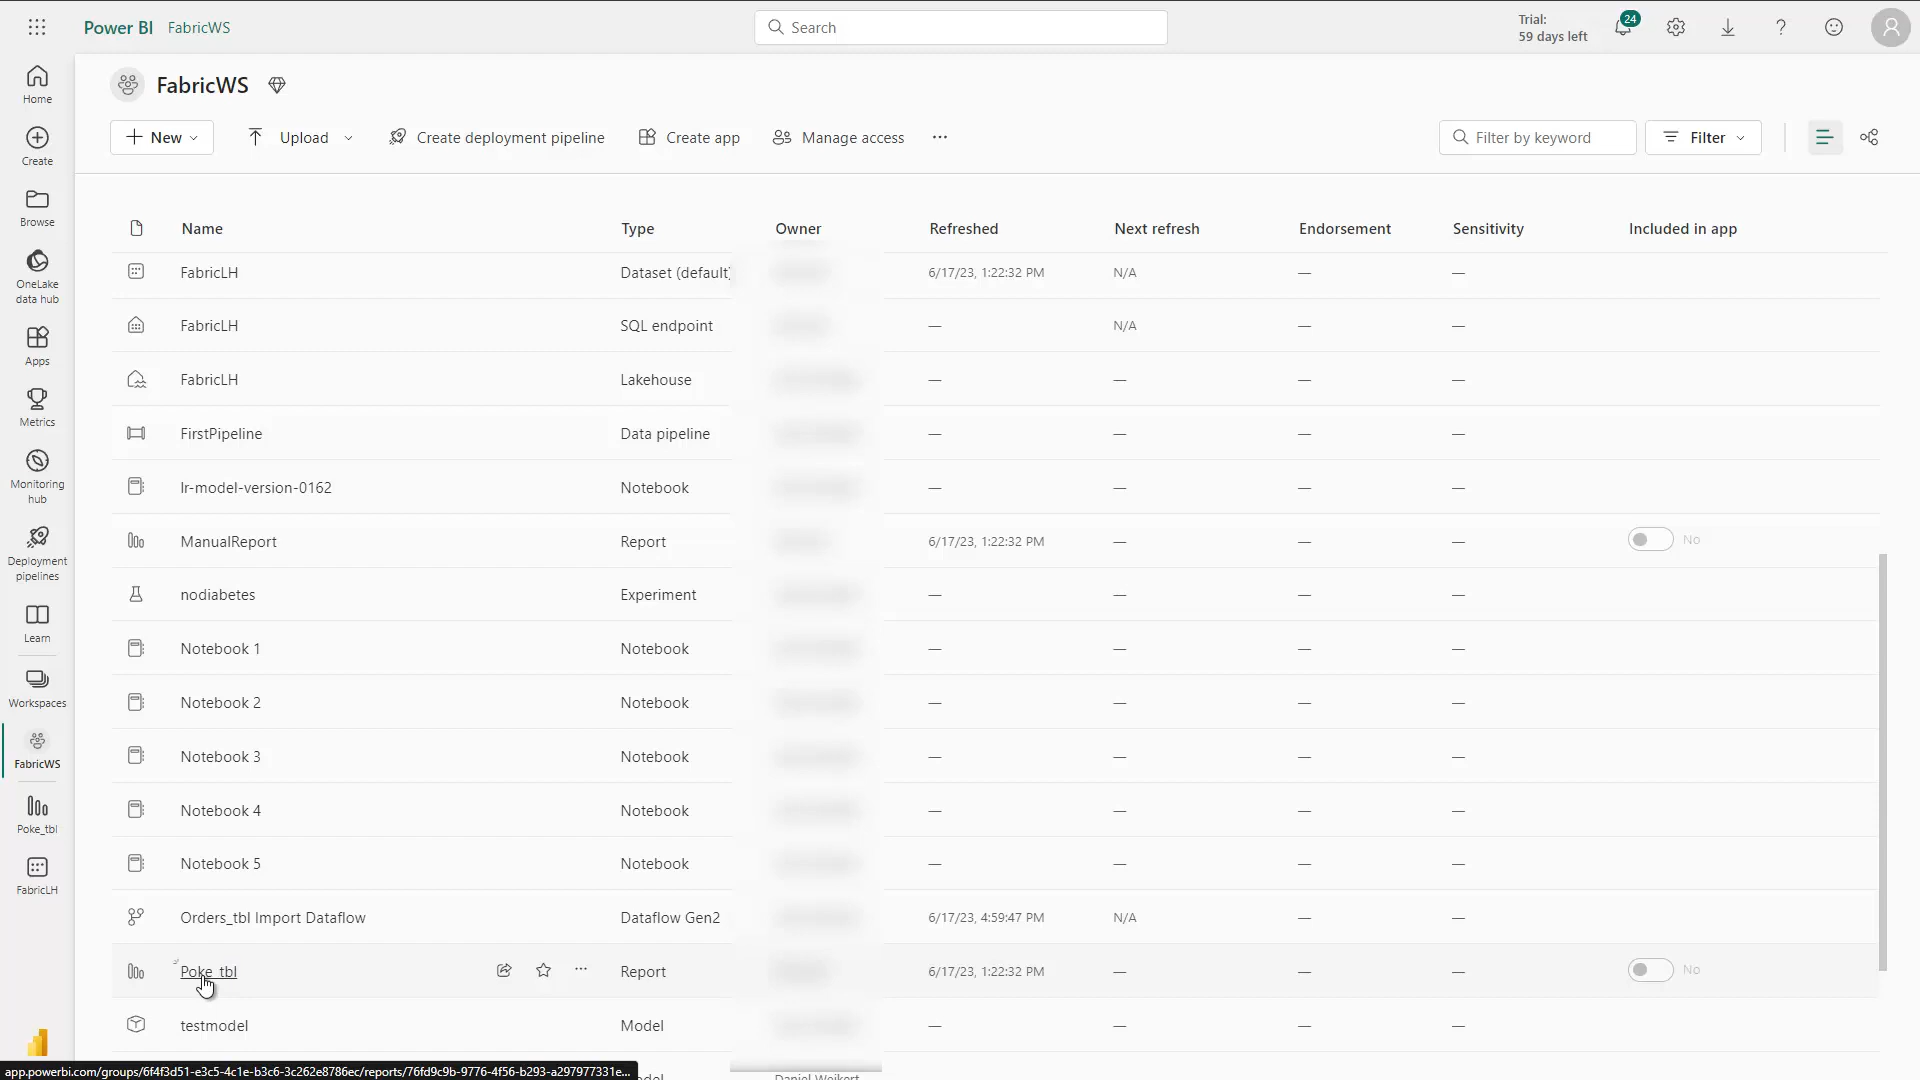 Power BI FabricWS
Search
Trial:
59 days left
24
Home
Create
Browse
OneLake
data hub
Apps
Metrics
Monitoring
hub
Deployment
pipelines
Learn
Workspaces
FabricWS
Poke_tbl
FabricLH
FabricWS
New Upload Create deployment pipeline Create app Manage access ...
Filter by keyword Filter
Name Type Owner Refreshed Next refresh Endorsement Sensitivity Included in app
FabricLH Dataset (default) 6/17/23, 1:22:32 PM N/A — —
FabricLH SQL endpoint — N/A — —
FabricLH Lakehouse — — — —
FirstPipeline Data pipeline — — — —
lr-model-version-0162 Notebook — — — —
ManualReport Report 6/17/23, 1:22:32 PM — — — No
nodiabetes Experiment — — — —
Notebook 1 Notebook — — — —
Notebook 2 Notebook — — — —
Notebook 3 Notebook — — — —
Notebook 4 Notebook — — — —
Notebook 5 Notebook — — — —
Orders_tbl Import Dataflow Dataflow Gen2 6/17/23, 4:59:47 PM N/A — —
Poke_tbl ... Report 6/17/23, 1:22:32 PM — — — No
testmodel Model — — — —
Daniel Weikert
app.powerbi.com/groups/6f4f3d51-e3c5-4c1e-b3c6-3c262e8786ec/reports/76fd9c9b-9776-4f56-b293-a297977331e...